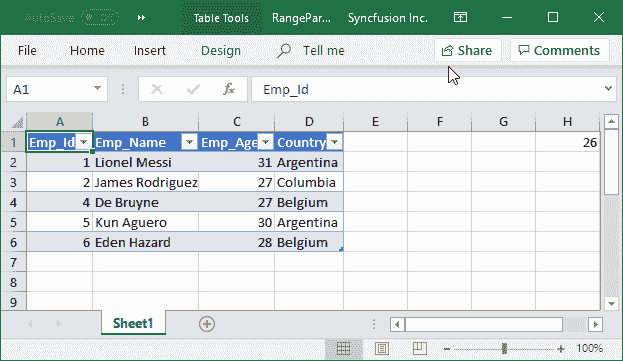 AutoSave Off Table Tools RangePar... Syncfusion Inc.
File Home Insert Design Tell me Share Comments
A1 fx Emp_Id
A B C D E F G H
1 Emp_Id Emp_Name Emp_Age Country 26
2 1 Lionel Messi 31 Argentina
3 2 James Rodriguez 27 Columbia
4 4 De Bruyne 27 Belgium
5 5 Kun Aguero 30 Argentina
6 6 Eden Hazard 28 Belgium
7
8
9
Sheet1
100%